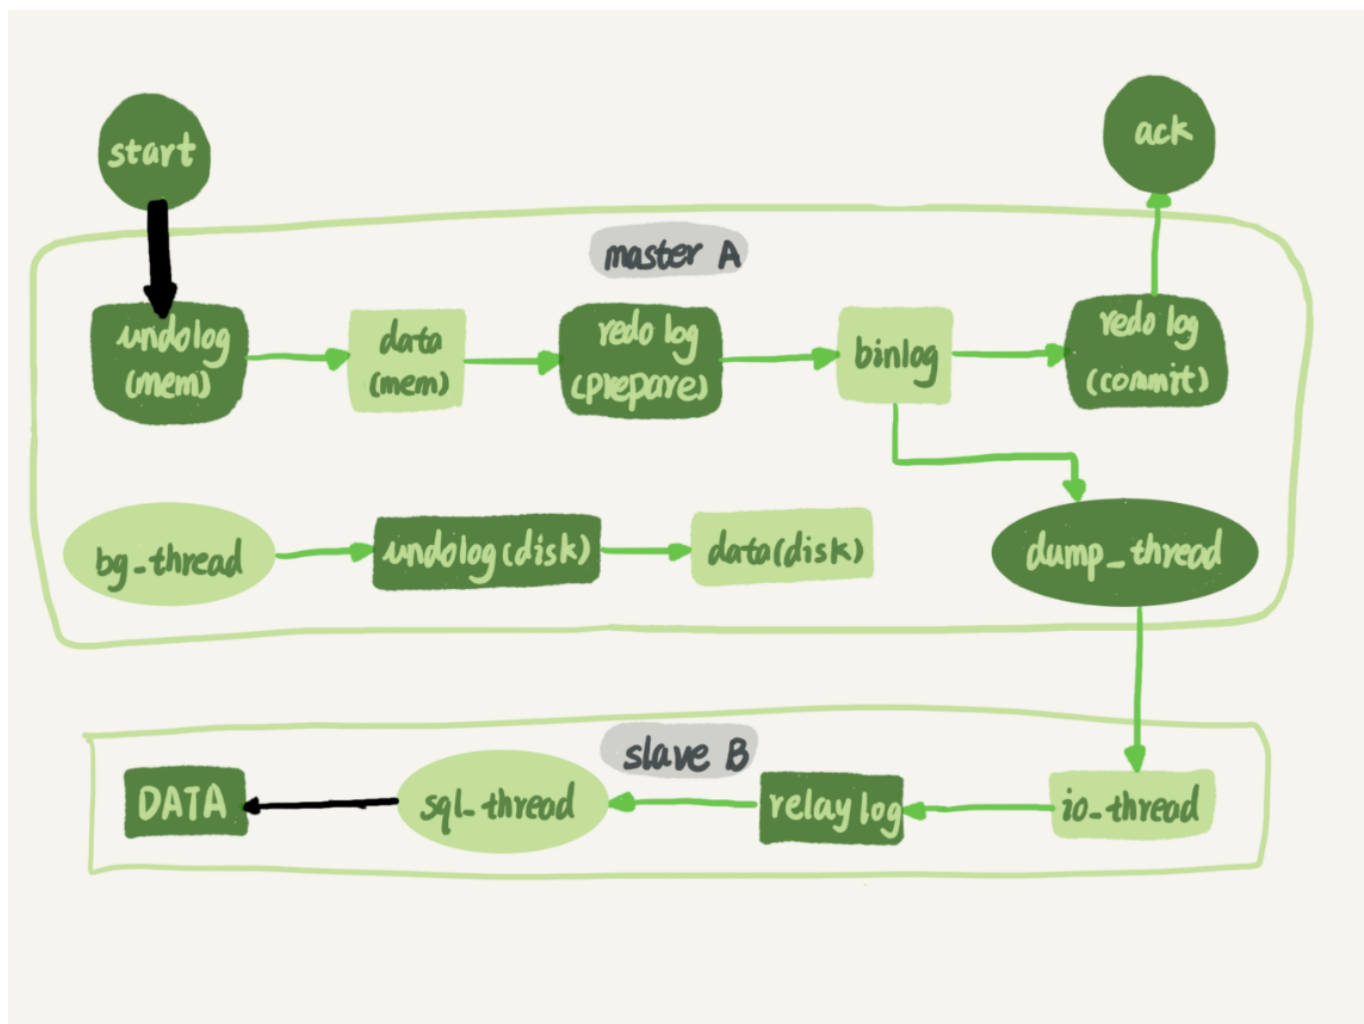 start
ack
master A
undolog
(mem)
data
(mem)
redo log
(prepare)
binlog
redo log
(commit)
bg_thread
undolog(disk)
data(disk)
dump_thread
slave B
DATA
sql_thread
relay log
io_thread